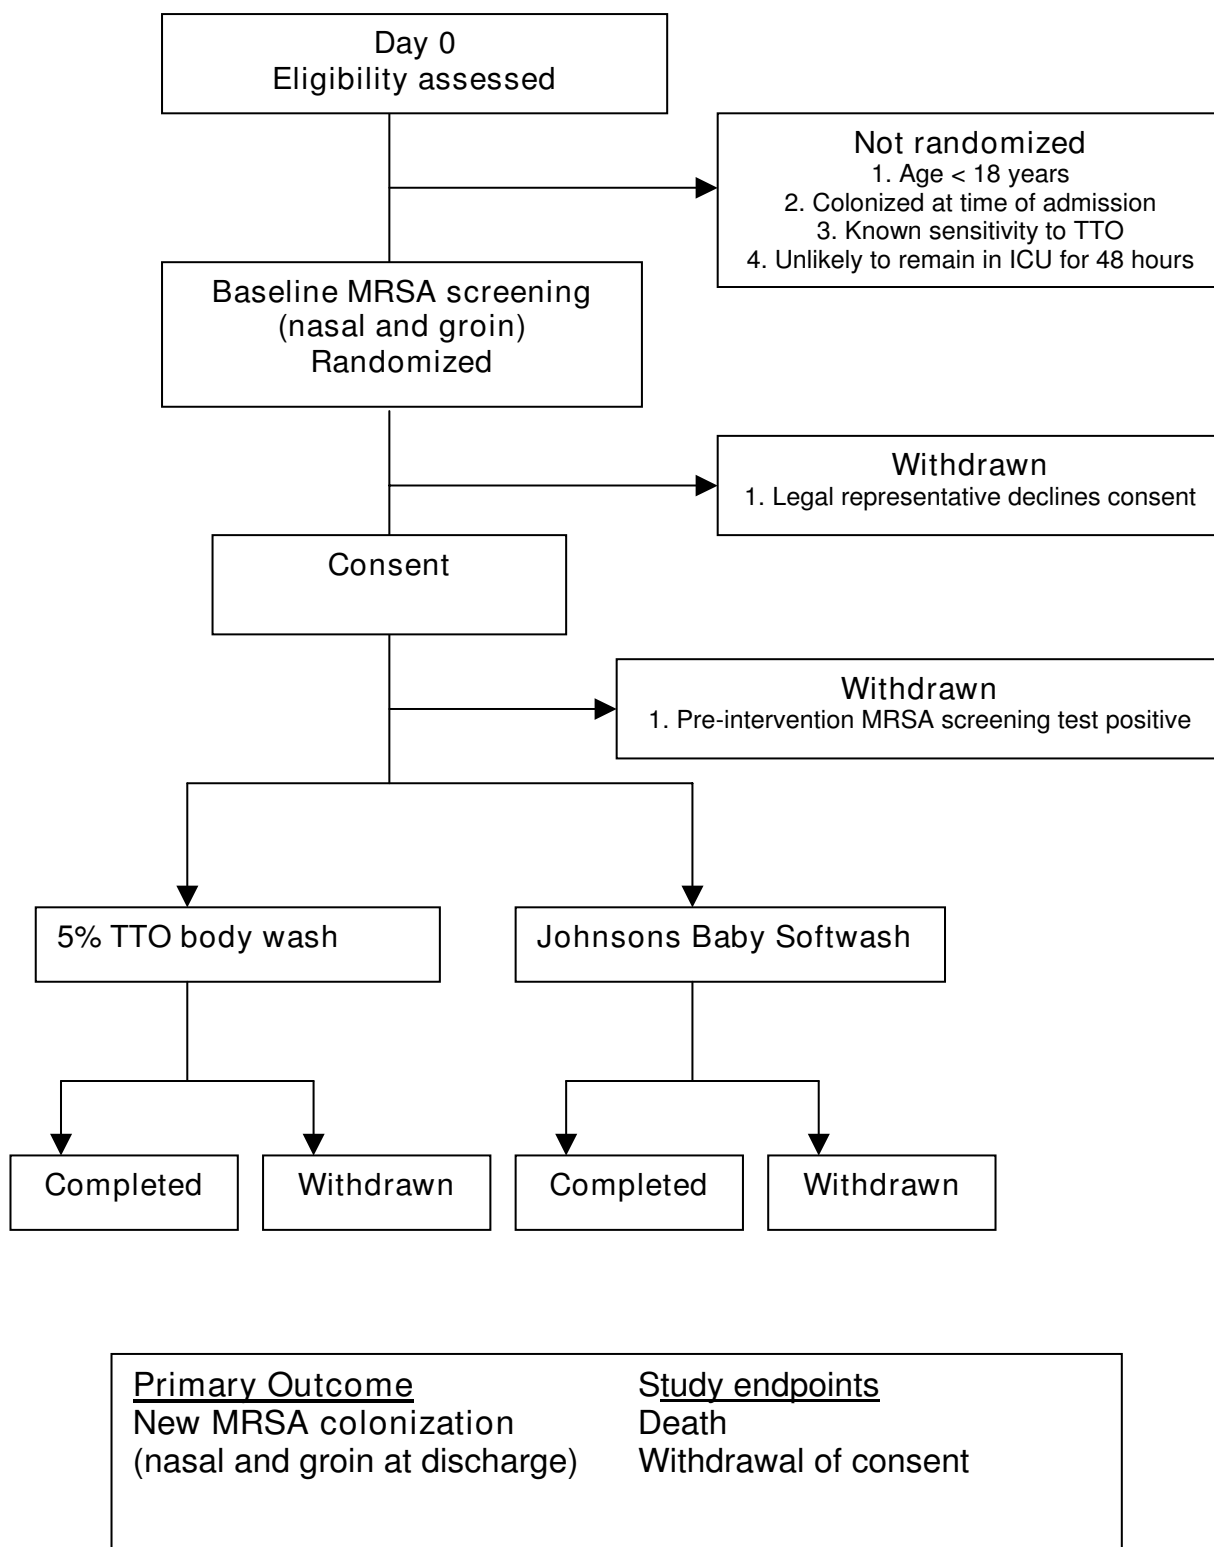 Day 0
Eligibility assessed
Not randomized
1. Age < 18 years
2. Colonized at time of admission
3. Known sensitivity to TTO
4. Unlikely to remain in ICU for 48 hours
Baseline MRSA screening
(nasal and groin)
Randomized
Withdrawn
1. Legal representative declines consent
Consent
Withdrawn
1. Pre-intervention MRSA screening test positive
5% TTO body wash
Johnsons Baby Softwash
Completed
Withdrawn
Completed
Withdrawn
Primary Outcome
New MRSA colonization
(nasal and groin at discharge)
Study endpoints
Death
Withdrawal of consent